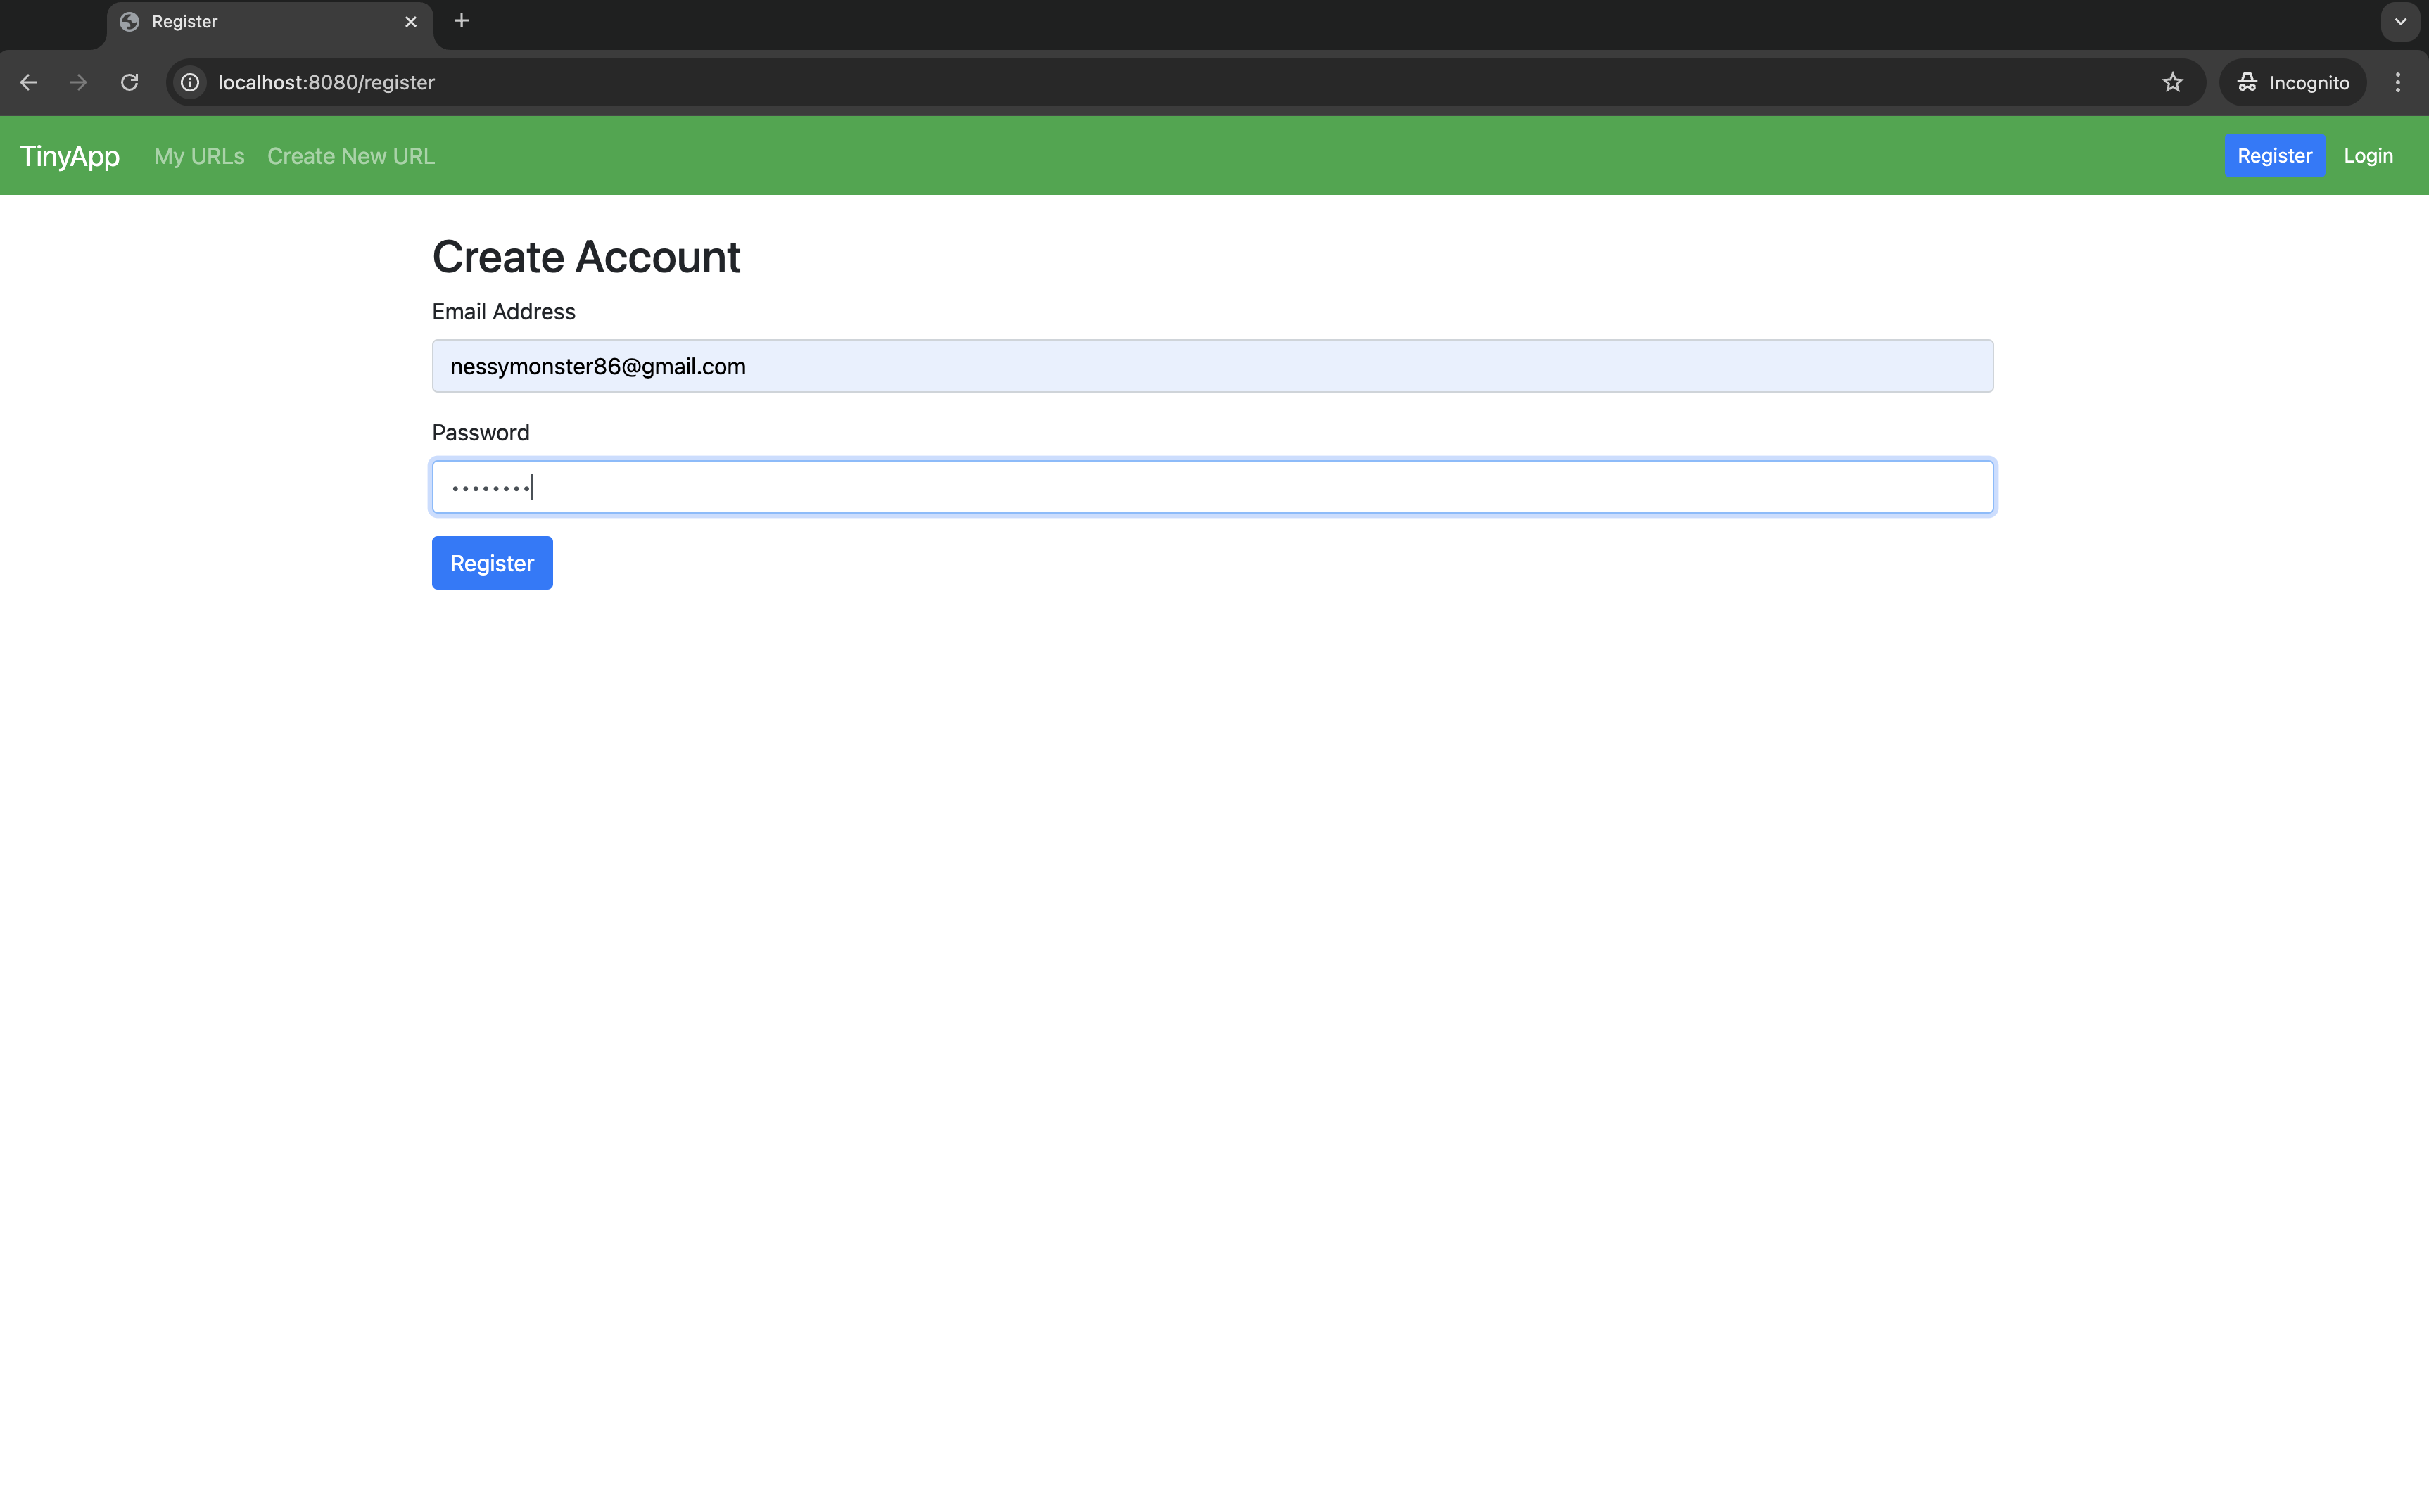 Register
localhost:8080/register
Incognito
TinyApp My URLs Create New URL Register Login
Create Account
Email Address
nessymonster86@gmail.com
Password
••••••••
Register